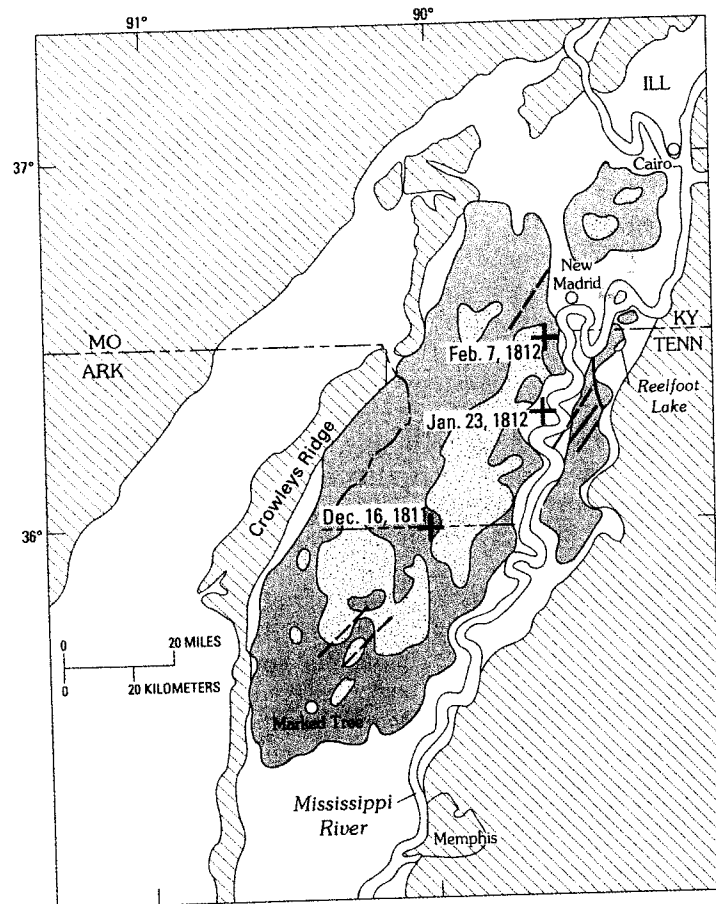 91°
90°
ILL
Cairo
37°
New
Madrid
KY
TENN
MO
ARK
Feb. 7, 1812
Reelfoot
Lake
Jan. 23, 1812
Crowleys Ridge
Dec. 16, 1811
36°
0
20 MILES
0
20 KILOMETERS
Marked Tree
Mississippi
River
Memphis